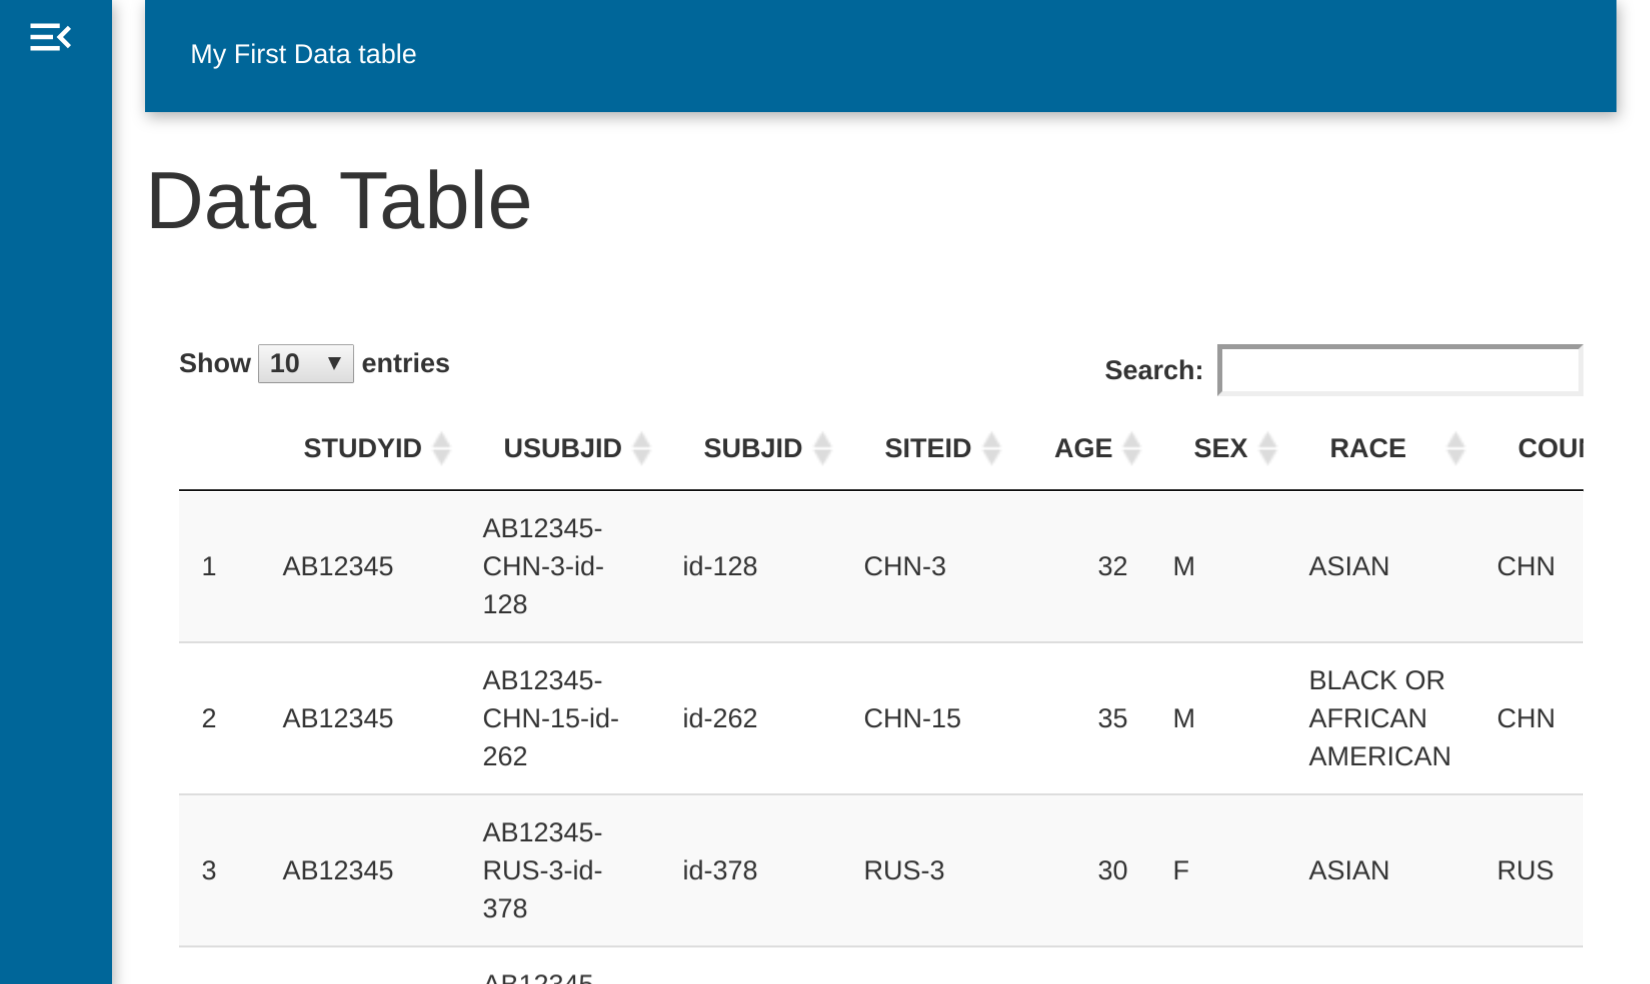 My First Data table
Data Table
Show 10 entries
Search:
STUDYID USUBJID SUBJID SITEID AGE SEX RACE COUI
1 AB12345 AB12345-CHN-3-id-128 id-128 CHN-3 32 M ASIAN CHN
2 AB12345 AB12345-CHN-15-id-262 id-262 CHN-15 35 M BLACK OR AFRICAN AMERICAN CHN
3 AB12345 AB12345-RUS-3-id-378 id-378 RUS-3 30 F ASIAN RUS
AB12345-